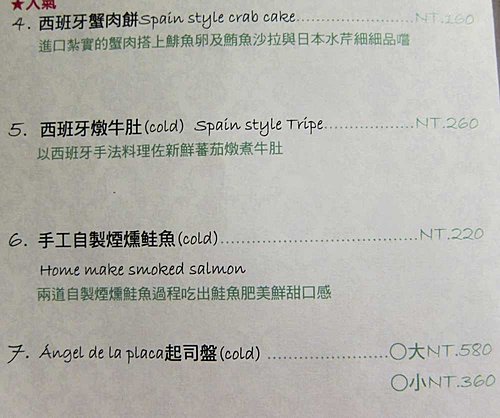 ★人氣
4. 西班牙蟹肉餅Spain style crab cake.....................NT.260
進口紮實的蟹肉搭上鯡魚卵及鮪魚沙拉與日本水芹細細品嚐
5. 西班牙燉牛肚(cold) Spain style Tripe..................NT.260
以西班牙手法料理佐新鮮蕃茄燉煮牛肚
6. 手工自製煙燻鮭魚(cold)........................................NT.220
Home make smoked salmon
兩道自製煙燻鮭魚過程吃出鮭魚肥美鮮甜口感
7. Ángel de la placa起司盤(cold) ........................〇大NT.580
〇小NT.360